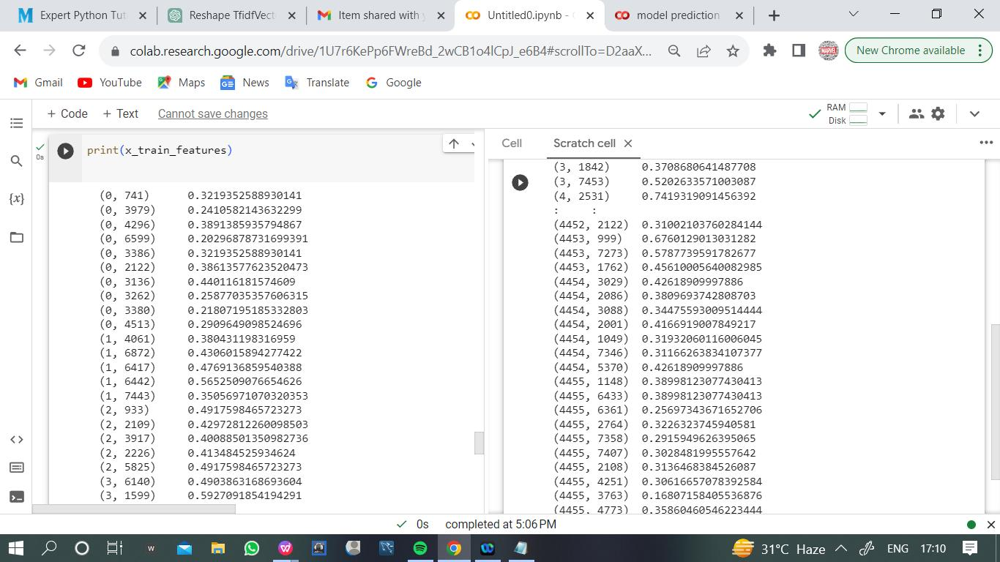 Expert Python Tut
Reshape TfidfVect
Item shared with y
Untitled0.ipynb -
model prediction
colab.research.google.com/drive/1U7r6KePp6FWreBd_2wCB1o4lCpJ_e6B4#scrollTo=D2aaX...
New Chrome available
Gmail
YouTube
Maps
News
Translate
Google
+ Code + Text Cannot save changes
RAM
Disk
0s
print(x_train_features)
(0, 741) 0.3219352588930141
(0, 3979) 0.2410582143632299
(0, 4296) 0.3891385935794867
(0, 6599) 0.20296878731699391
(0, 3386) 0.3219352588930141
(0, 2122) 0.38613577623520473
(0, 3136) 0.440116181574609
(0, 3262) 0.25877035357606315
(0, 3380) 0.21807195185332803
(0, 4513) 0.2909649098524696
(1, 4061) 0.380431198316959
(1, 6872) 0.4306015894277422
(1, 6417) 0.4769136859540388
(1, 6442) 0.5652509076654626
(1, 7443) 0.35056971070320353
(2, 933) 0.4917598465723273
(2, 2109) 0.42972812260098503
(2, 3917) 0.40088501350982736
(2, 2226) 0.413484525934624
(2, 5825) 0.4917598465723273
(3, 6140) 0.4903863168693604
(3, 1599) 0.5927091854194291
Cell
Scratch cell
(3, 1842) 0.3708680641487708
(3, 7453) 0.5202633571003087
(4, 2531) 0.7419319091456392
: :
(4452, 2122) 0.31002103760284144
(4453, 999) 0.6760129013031282
(4453, 7273) 0.5787739591782677
(4453, 1762) 0.45610005640082985
(4454, 3029) 0.42618909997886
(4454, 2086) 0.3809693742808703
(4454, 3088) 0.34475593009514444
(4454, 2001) 0.4166919007849217
(4454, 1049) 0.31932060116006045
(4454, 7346) 0.31166263834107377
(4454, 5370) 0.42618909997886
(4455, 1148) 0.38998123077430413
(4455, 6433) 0.38998123077430413
(4455, 6361) 0.25697343671652706
(4455, 2764) 0.3226323745940581
(4455, 7358) 0.2915949626395065
(4455, 7407) 0.3028481995557642
(4455, 2108) 0.3136468384526087
(4455, 4251) 0.30616657078392584
(4455, 3763) 0.16807158405536876
(4455, 4773) 0.35860460546223444
0s completed at 5:06 PM
31°C Haze
ENG
17:10